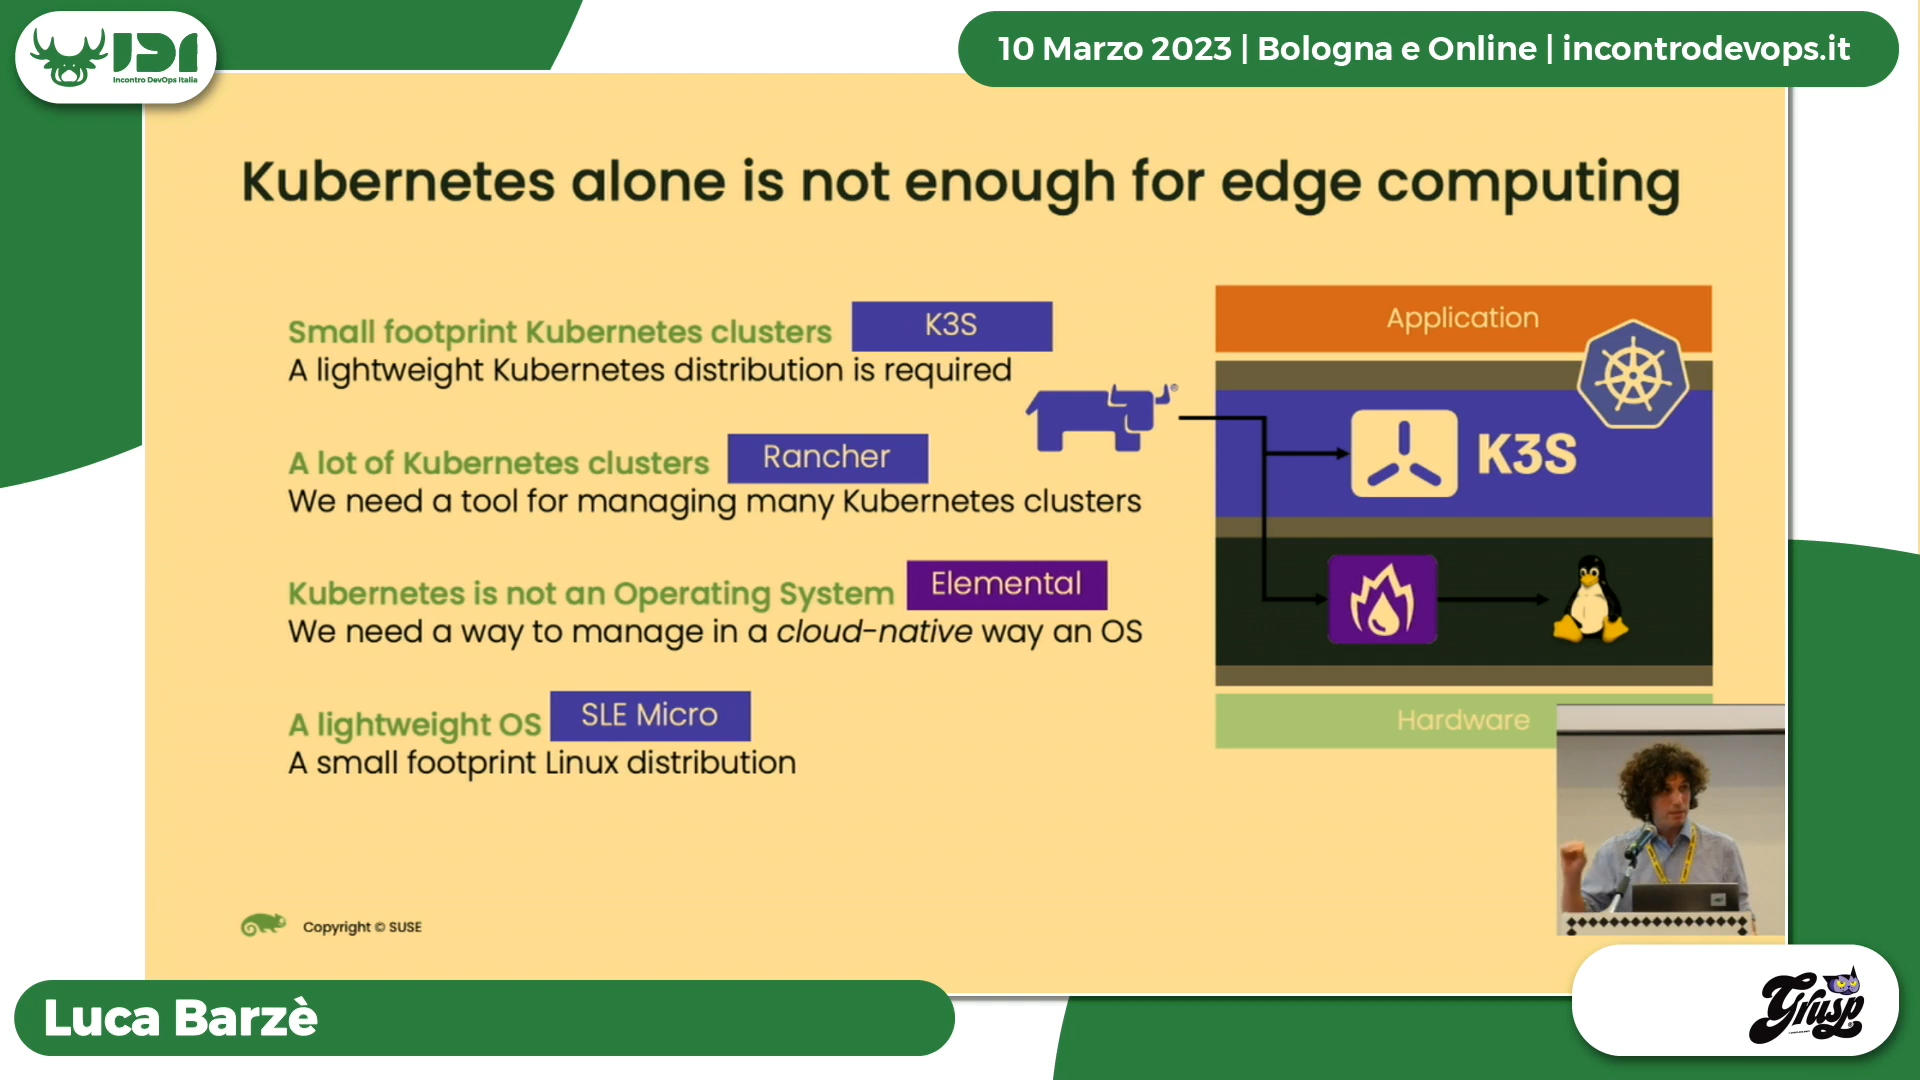 IDI
Incontro DevOps Italia
10 Marzo 2023 | Bologna e Online | incontrodevops.it
Kubernetes alone is not enough for edge computing
Small footprint Kubernetes clusters
K3S
A lightweight Kubernetes distribution is required
A lot of Kubernetes clusters
Rancher
We need a tool for managing many Kubernetes clusters
Kubernetes is not an Operating System
Elemental
We need a way to manage in a cloud-native way an OS
A lightweight OS
SLE Micro
A small footprint Linux distribution
Application
®
K3S
Hardware
Copyright © SUSE
Luca Barzè
Grusp